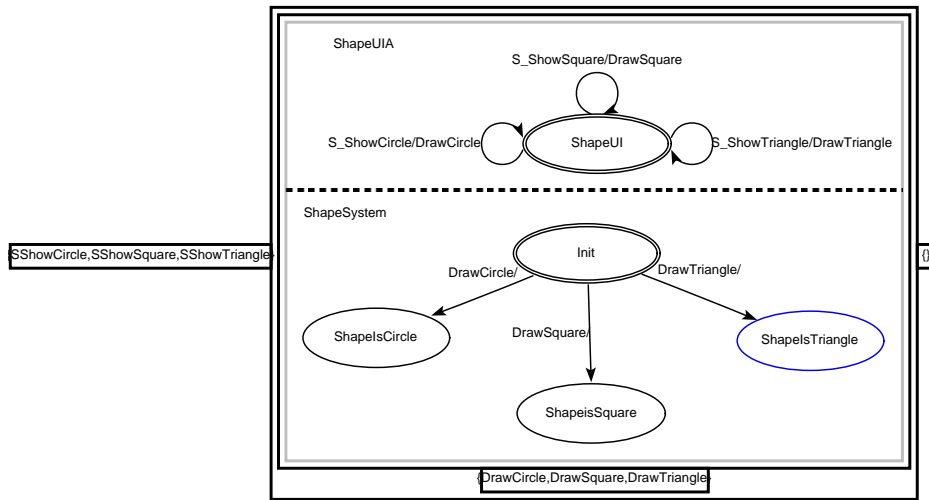 ShapeUIA
S_ShowSquare/DrawSquare
S_ShowCircle/DrawCircle
ShapeUI
S_ShowTriangle/DrawTriangle
ShapeSystem
{SShowCircle,SShowSquare,SShowTriangle}
Init
{}
DrawCircle/
DrawTriangle/
DrawSquare/
ShapeIsCircle
ShapeIsTriangle
ShapeisSquare
{DrawCircle,DrawSquare,DrawTriangle}